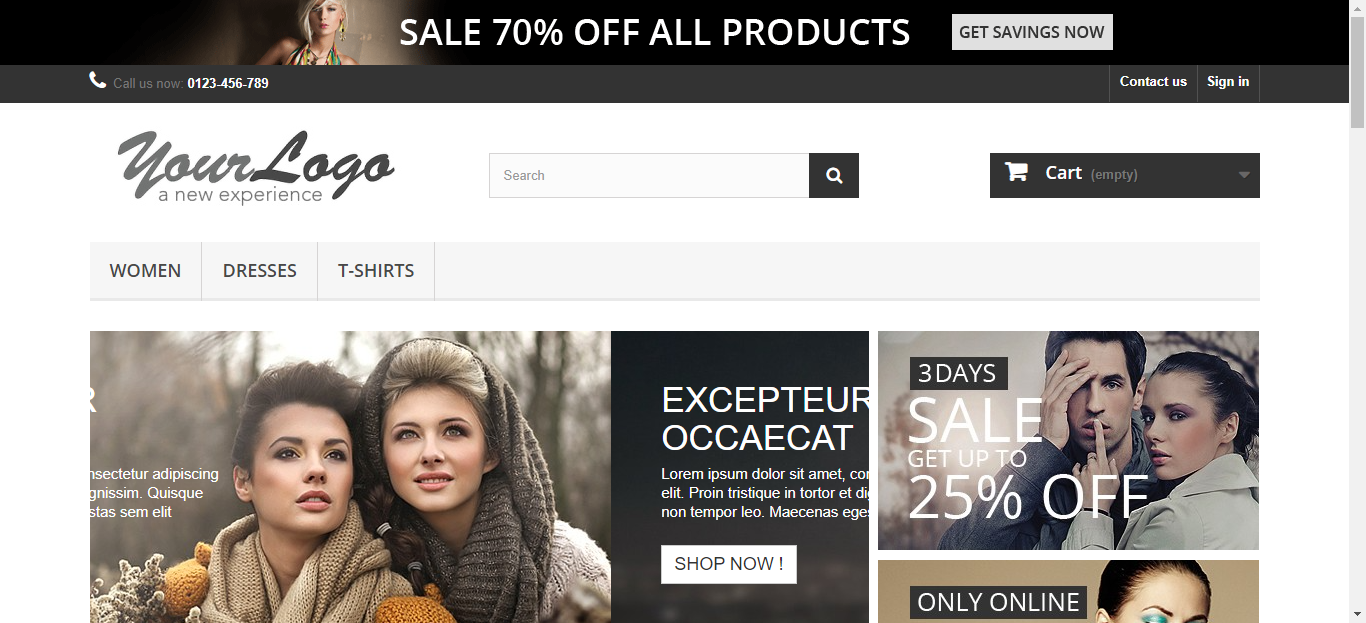 SALE 70% OFF ALL PRODUCTS
GET SAVINGS NOW
Call us now: 0123-456-789
Contact us
Sign in
YourLogo
a new experience
Search
Cart (empty)
WOMEN
DRESSES
T-SHIRTS
R
nsectetur adipiscing
gnissim. Quisque
stas sem elit
EXCEPTEUR
OCCAECAT
Lorem ipsum dolor sit amet, con
elit. Proin tristique in tortor et dig
non tempor leo. Maecenas eges
SHOP NOW !
3 DAYS
SALE
GET UP TO
25% OFF
ONLY ONLINE